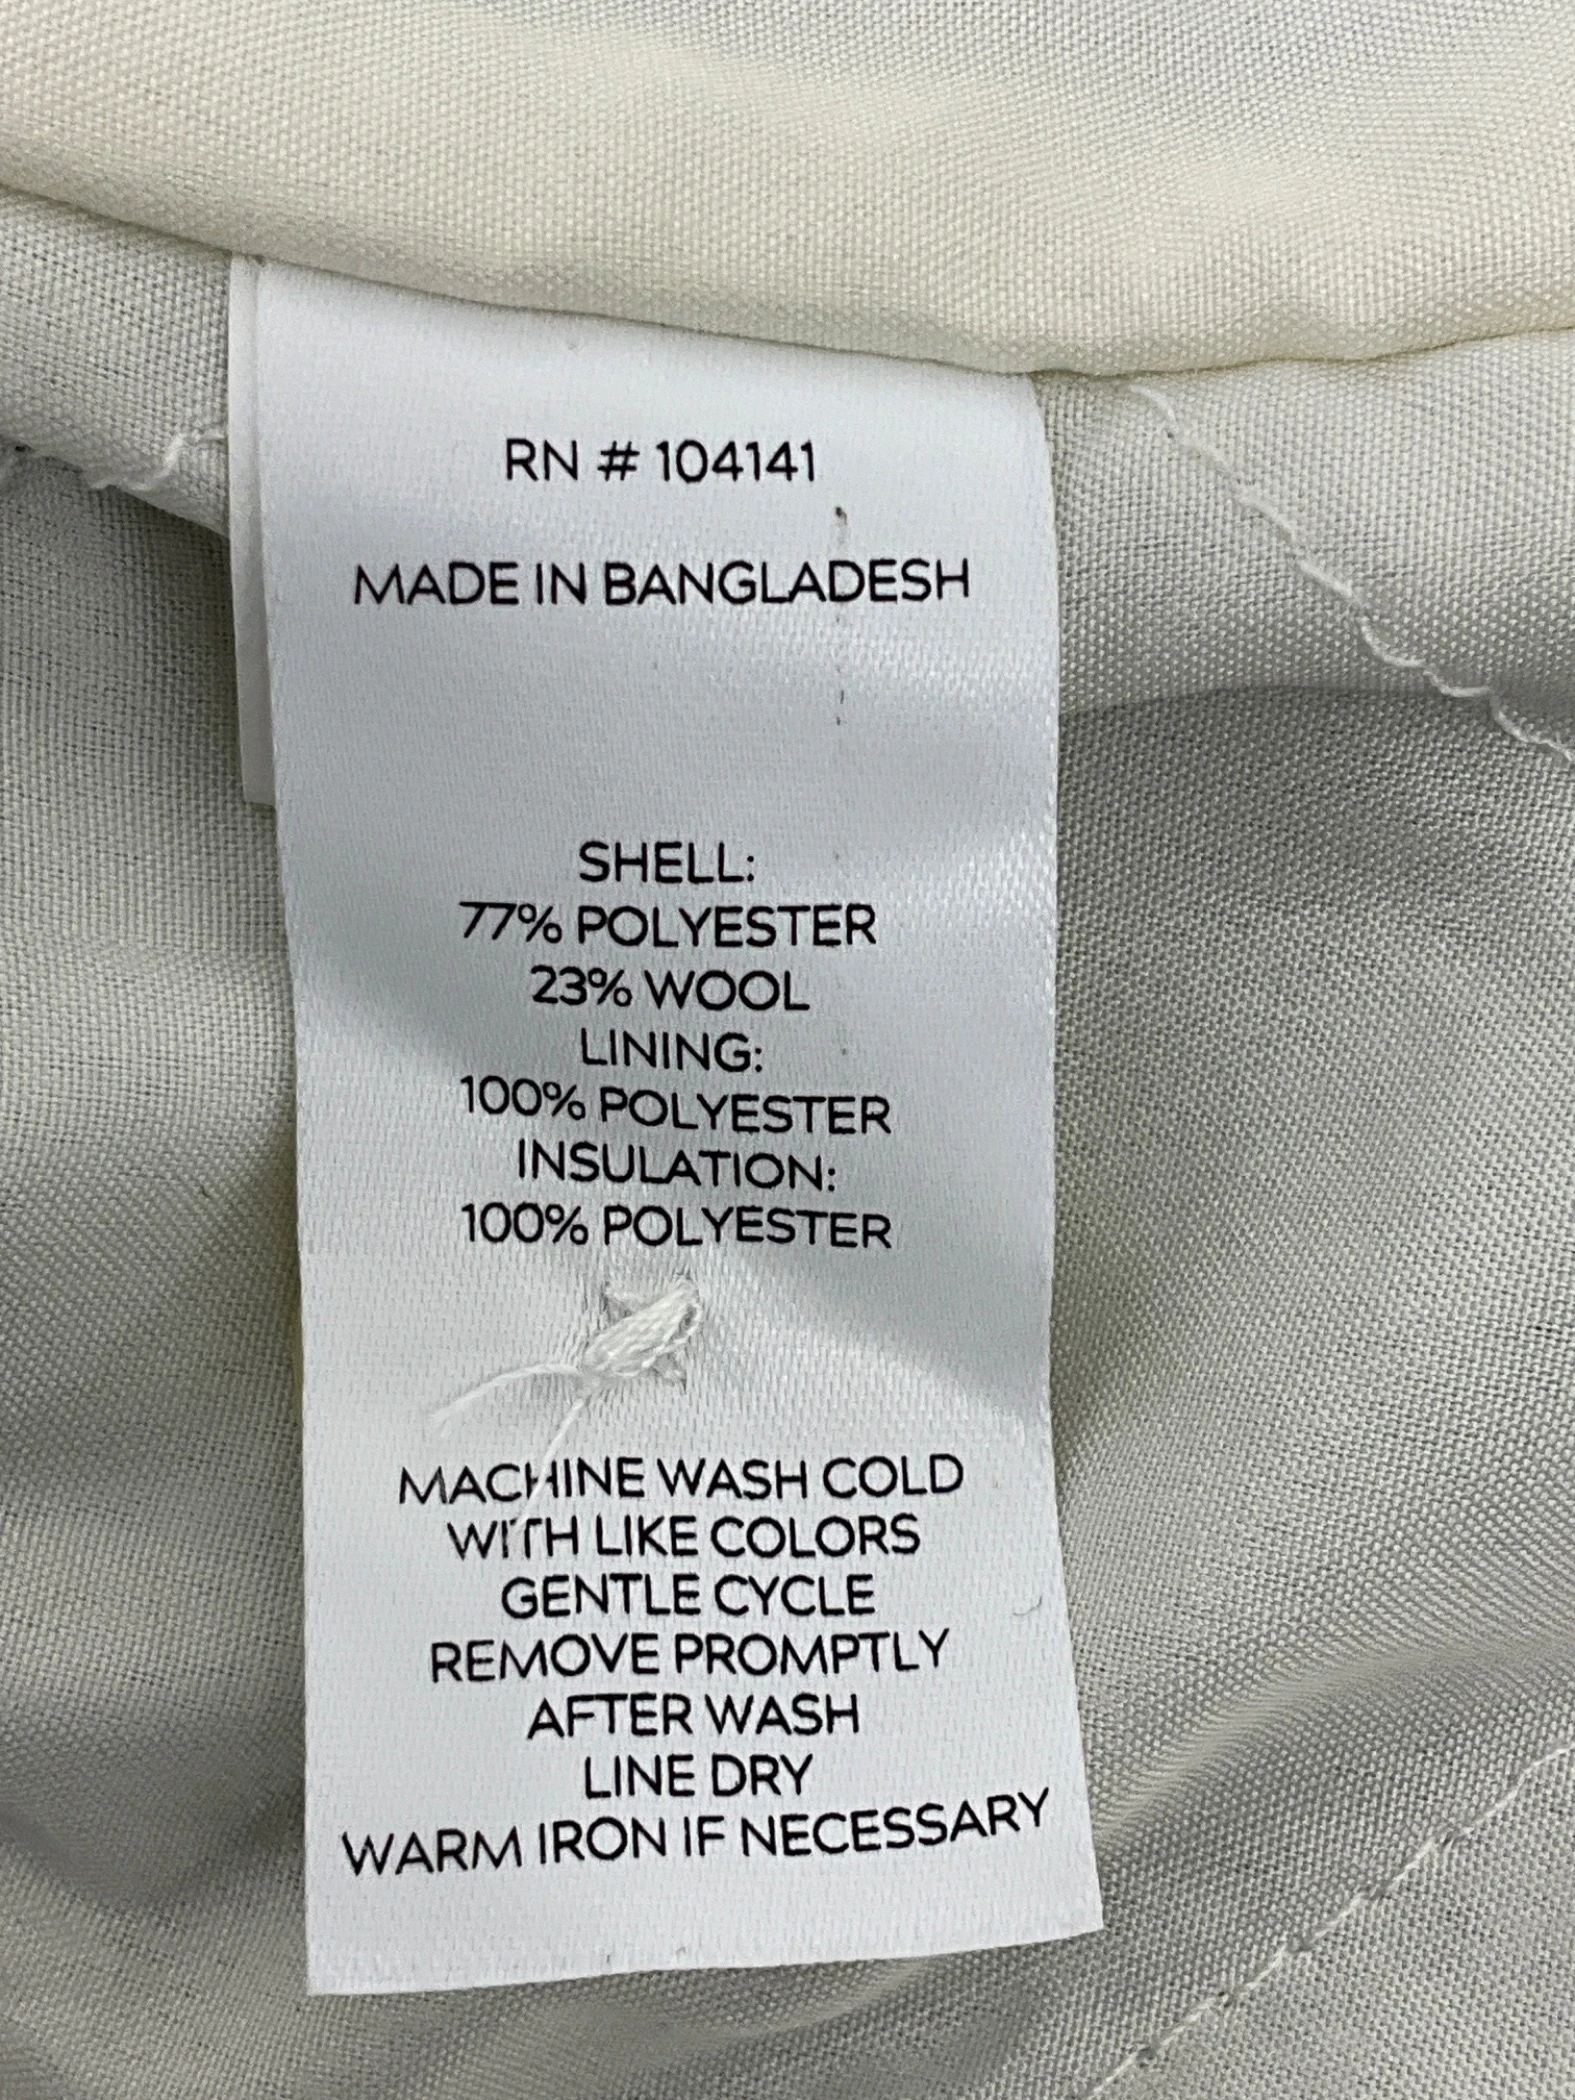 RN # 104141
MADE IN BANGLADESH
SHELL:
77% POLYESTER
23% WOOL
LINING:
100% POLYESTER
INSULATION:
100% POLYESTER
MACHINE WASH COLD
WITH LIKE COLORS
GENTLE CYCLE
REMOVE PROMPTLY
AFTER WASH
LINE DRY
WARM IRON IF NECESSARY